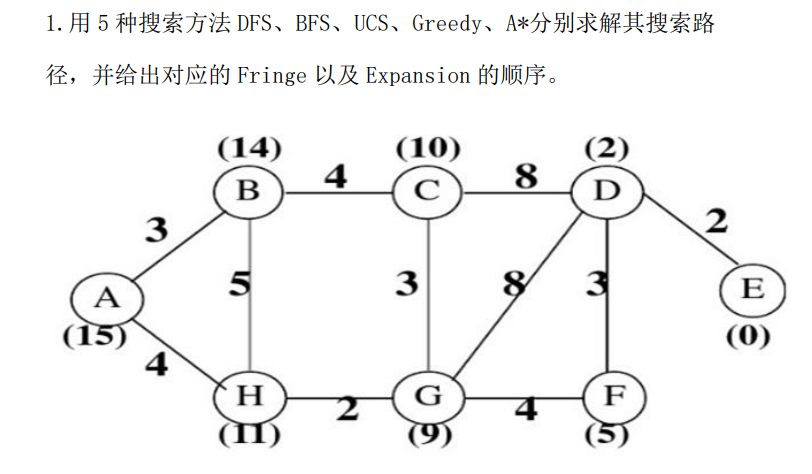 1.用 5 种搜索方法 DFS、BFS、UCS、Greedy、A*分别求解其搜索路
径，并给出对应的 Fringe 以及 Expansion 的顺序。
(14) (10) (2)
B 4 C 8 D
3 2
5 3 8 3
A E
(15) (0)
4
H 2 G 4 F
(11) (9) (5)